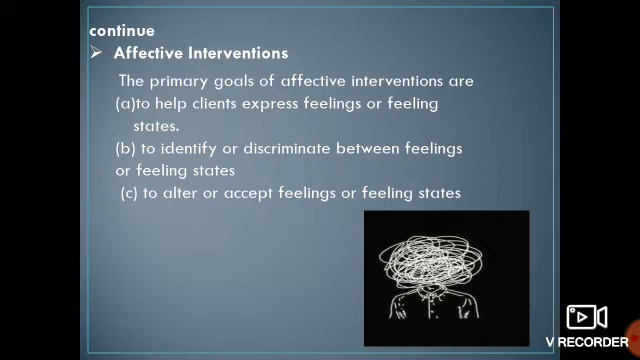 continue
➢ Affective Interventions
The primary goals of affective interventions are
(a)to help clients express feelings or feeling
states.
(b) to identify or discriminate between feelings
or feeling states
(c) to alter or accept feelings or feeling states
V RECORDER